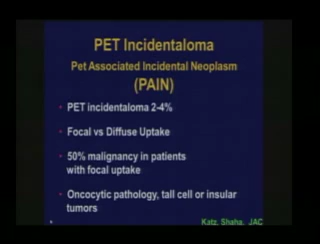 PET Incidentaloma
Pet Associated Incidental Neoplasm
(PAIN)
PET incidentaloma 2-4%
Focal vs Diffuse Uptake
50% malignancy in patients
with focal uptake
Oncocytic pathology, tall cell or insular
tumors
Katz, Shaha, JAC